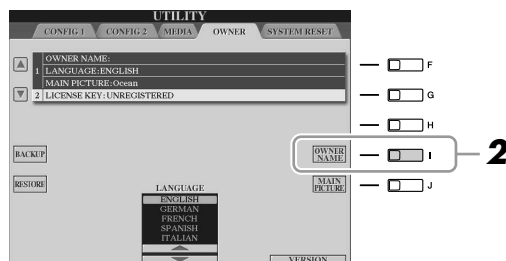 UTILITY
CONFIG 1 CONFIG 2 MEDIA OWNER SYSTEM RESET
OWNER NAME:
1 LANGUAGE:ENGLISH
MAIN PICTURE:Ocean
2 LICENSE KEY:UNREGISTERED
F
G
H
BACKUP
OWNER NAME
I
2
RESTORE
MAIN PICTURE
J
LANGUAGE
ENGLISH
GERMAN
FRENCH
SPANISH
ITALIAN
VERSION